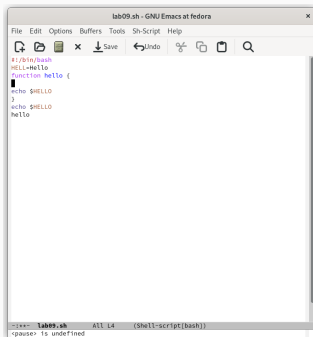 lab09.sh - GNU Emacs at fedora ×
File Edit Options Buffers Tools Sh-Script Help
Save Undo
#!/bin/bash
HELL=Hello
function hello {
echo $HELLO
}
echo $HELLO
hello
-:**- lab09.sh All L4 (Shell-script[bash])
<pause> is undefined